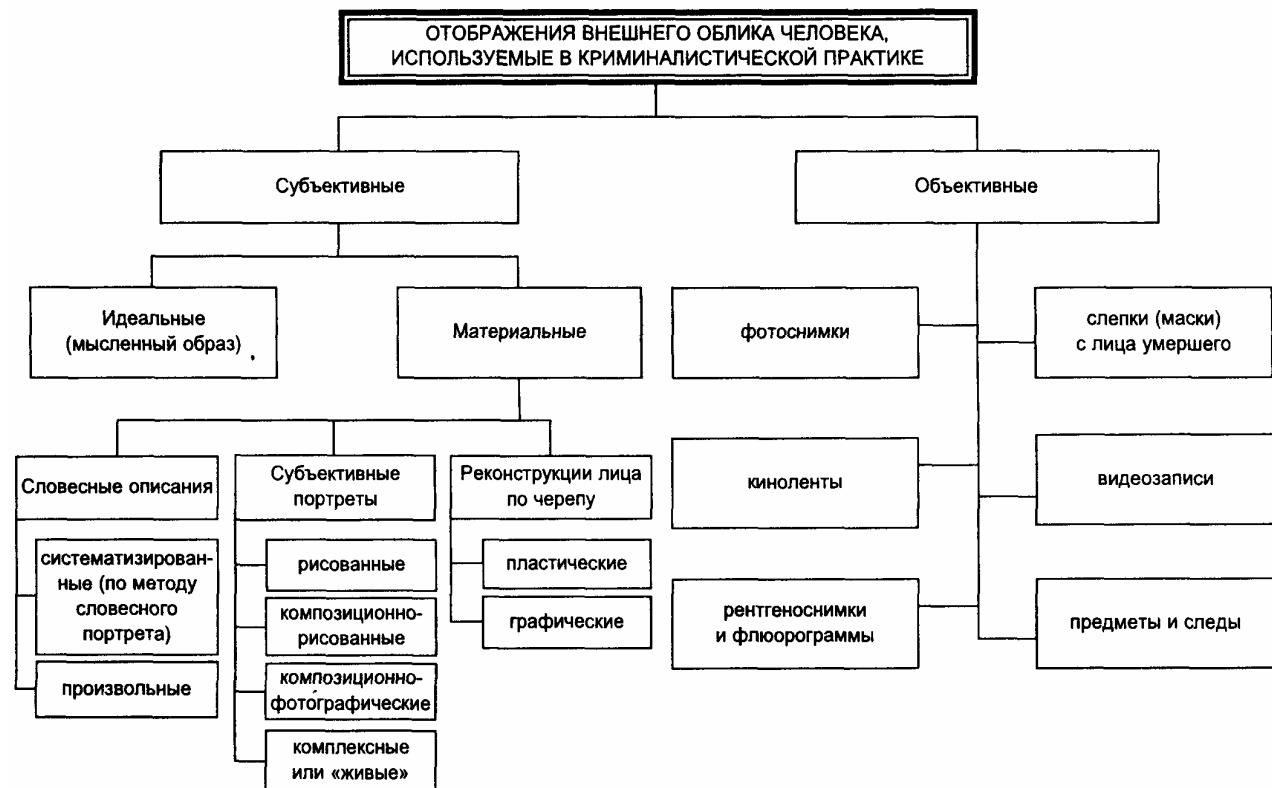 ОТОБРАЖЕНИЯ ВНЕШНЕГО ОБЛИКА ЧЕЛОВЕКА,
ИСПОЛЬЗУЕМЫЕ В КРИМИНАЛИСТИЧЕСКОЙ ПРАКТИКЕ
Субъективные
Объективные
Идеальные
(мысленный образ)
Материальные
Словесные описания
систематизирован-
ные (по методу
словесного
портрета)
произвольные
Субъективные
портреты
рисованные
композиционно-
рисованные
композиционно-
фотографические
комплексные
или «живые»
Реконструкции лица
по черепу
пластические
графические
фотоснимки
слепки (маски)
с лица умершего
киноленты
видеозаписи
рентгеноснимки
и флюорограммы
предметы и следы